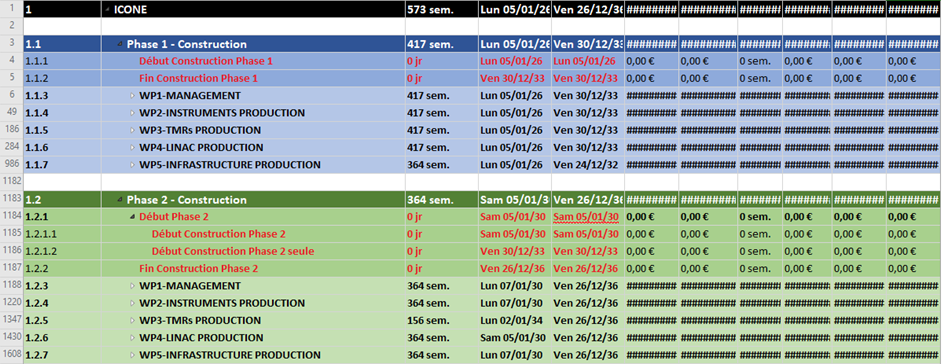 1 1 ICONE 573 sem. Lun 05/01/26 Ven 26/12/36 ######## ######## ######## ######## ######## ########
2
3 1.1 Phase 1 - Construction 417 sem. Lun 05/01/26 Ven 30/12/33 ######## ######## ######## ######## ######## ########
4 1.1.1 Début Construction Phase 1 0 jr Lun 05/01/26 Lun 05/01/26 0,00 € 0,00 € 0 sem. 0,00 € 0,00 € 0,00 €
5 1.1.2 Fin Construction Phase 1 0 jr Ven 30/12/33 Ven 30/12/33 0,00 € 0,00 € 0 sem. 0,00 € 0,00 € 0,00 €
6 1.1.3 WP1-MANAGEMENT 417 sem. Lun 05/01/26 Ven 30/12/33 ######## ######## ######## ######## ######## ########
49 1.1.4 WP2-INSTRUMENTS PRODUCTION 417 sem. Lun 05/01/26 Ven 30/12/33 ######## ######## ######## ######## ######## ########
186 1.1.5 WP3-TMRs PRODUCTION 417 sem. Lun 05/01/26 Ven 30/12/33 ######## ######## ######## ######## ######## ########
284 1.1.6 WP4-LINAC PRODUCTION 417 sem. Lun 05/01/26 Ven 30/12/33 ######## ######## ######## ######## ######## ########
986 1.1.7 WP5-INFRASTRUCTURE PRODUCTION 364 sem. Lun 05/01/26 Ven 24/12/32 ######## ######## ######## ######## ######## ########
1182
1183 1.2 Phase 2 - Construction 364 sem. Sam 05/01/3 Ven 26/12/36 ######## ######## ######## ######## ######## ########
1184 1.2.1 Début Phase 2 0 jr Sam 05/01/30 Sam 05/01/30 0,00 € 0,00 € 0 sem. 0,00 € 0,00 € 0,00 €
1185 1.2.1.1 Début Construction Phase 2 0 jr Sam 05/01/30 Sam 05/01/30 0,00 € 0,00 € 0 sem. 0,00 € 0,00 € 0,00 €
1186 1.2.1.2 Début Construction Phase 2 seule 0 jr Ven 30/12/33 Ven 30/12/33 0,00 € 0,00 € 0 sem. 0,00 € 0,00 € 0,00 €
1187 1.2.2 Fin Construction Phase 2 0 jr Ven 26/12/36 Ven 26/12/36 0,00 € 0,00 € 0 sem. 0,00 € 0,00 € 0,00 €
1188 1.2.3 WP1-MANAGEMENT 364 sem. Lun 07/01/30 Ven 26/12/36 ######## ######## ######## ######## ######## ########
1220 1.2.4 WP2-INSTRUMENTS PRODUCTION 364 sem. Lun 07/01/30 Ven 26/12/36 ######## ######## ######## ######## ######## ########
1347 1.2.5 WP3-TMRs PRODUCTION 156 sem. Lun 02/01/34 Ven 26/12/36 ######## ######## ######## ######## ######## ########
1430 1.2.6 WP4-LINAC PRODUCTION 364 sem. Sam 05/01/30 Ven 26/12/36 ######## ######## ######## ######## ######## ########
1608 1.2.7 WP5-INFRASTRUCTURE PRODUCTION 364 sem. Lun 07/01/30 Ven 26/12/36 ######## ######## ######## ######## ######## ########